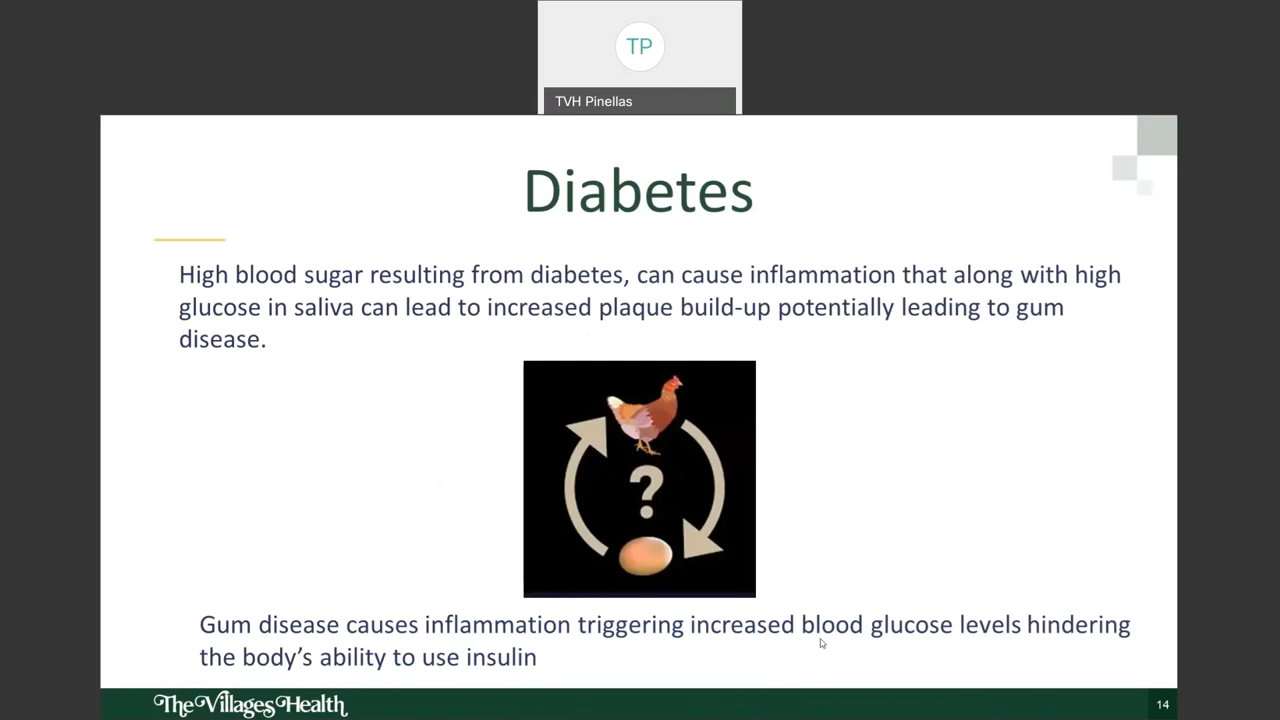 TP
TVH Pinellas
Diabetes
High blood sugar resulting from diabetes, can cause inflammation that along with high
glucose in saliva can lead to increased plaque build-up potentially leading to gum
disease.
?
Gum disease causes inflammation triggering increased blood glucose levels hindering
the body’s ability to use insulin
The Villages Health
14